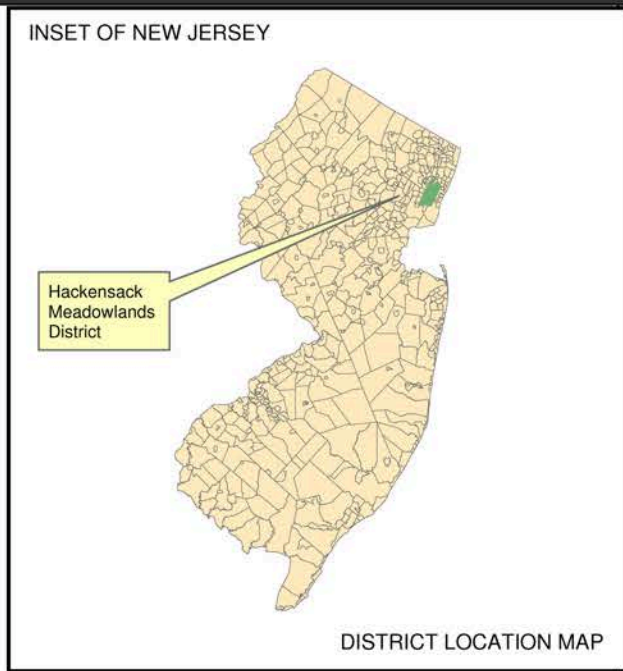 INSET OF NEW JERSEY
Hackensack
Meadowlands
District
DISTRICT LOCATION MAP